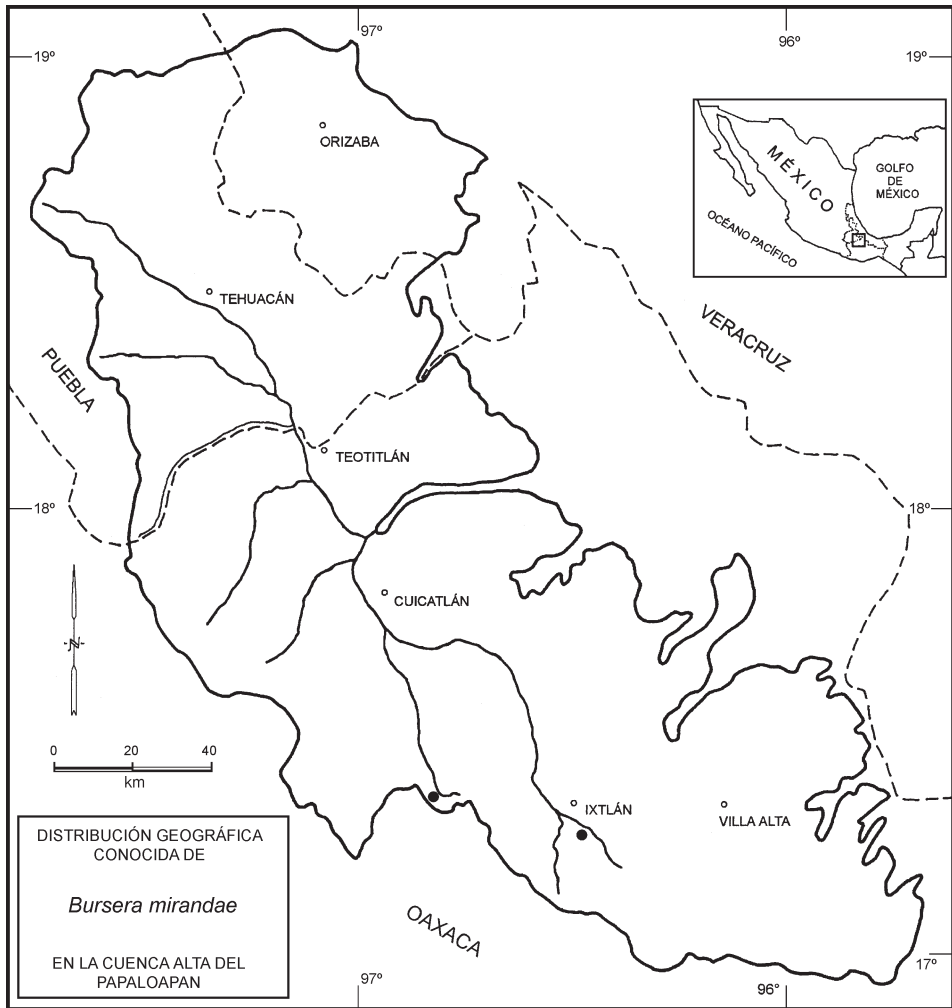 97º
96º
19º
19º
ORIZABA
MÉXICO
GOLFO
DE
MÉXICO
OCÉANO PACÍFICO
TEHUACÁN
VERACRUZ
PUEBLA
TEOTITLÁN
18º
18º
CUICATLÁN
N
0 20 40
km
IXTLÁN
VILLA ALTA
DISTRIBUCIÓN GEOGRÁFICA
CONOCIDA DE
Bursera mirandae
EN LA CUENCA ALTA DEL
PAPALOAPAN
OAXACA
17º
97º
96º